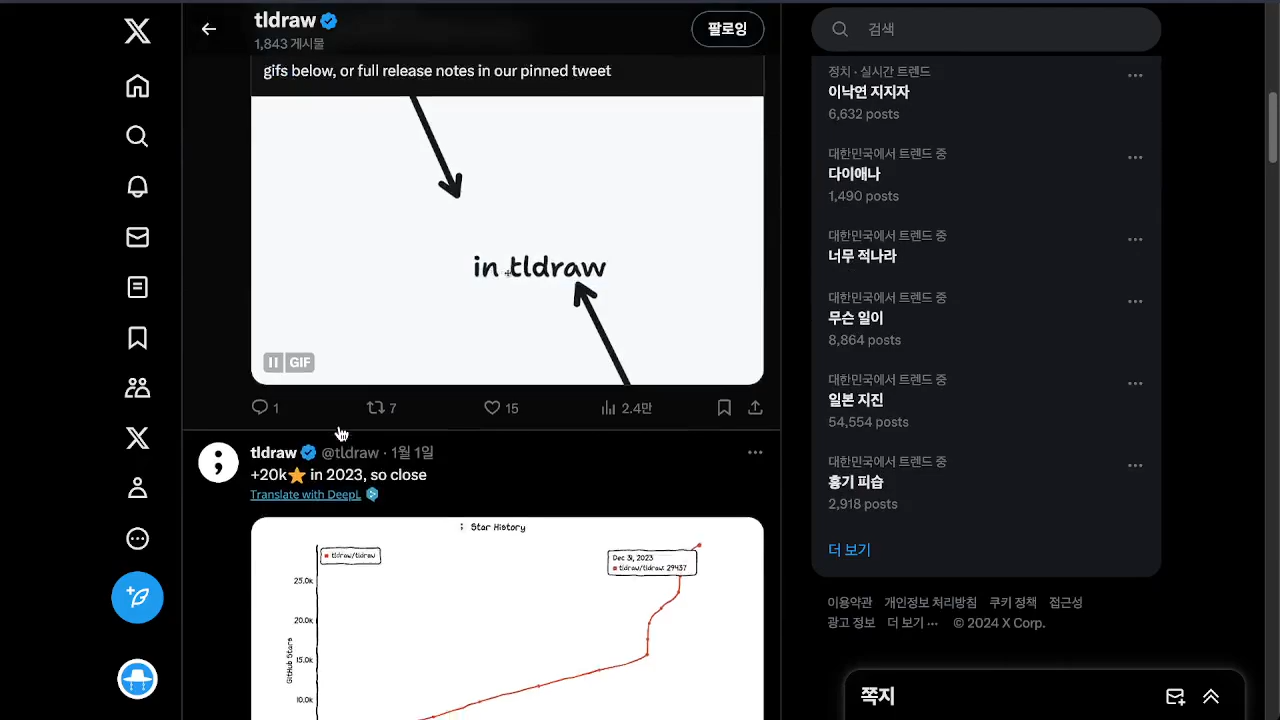 tldraw
1,843 게시물
팔로잉
gifs below, or full release notes in our pinned tweet
in tldraw
GIF
1
7
15
2.4만
tldraw @tldraw · 1월 1일
+20k⭐ in 2023, so close
Translate with DeepL
Star History
tldraw/tldraw
Dec 31, 2023
tldraw/tldraw: 29437
25.0k
20.0k
15.0k
10.0k
GitHub Stars
검색
정치 · 실시간 트렌드
이낙연 지지자
6,632 posts
대한민국에서 트렌드 중
다이애나
1,490 posts
대한민국에서 트렌드 중
너무 적나라
대한민국에서 트렌드 중
무슨 일이
8,864 posts
대한민국에서 트렌드 중
일본 지진
54,554 posts
대한민국에서 트렌드 중
흉기 피습
2,918 posts
더 보기
이용약관 개인정보 처리방침 쿠키 정책 접근성
광고 정보 더 보기 ··· © 2024 X Corp.
쪽지